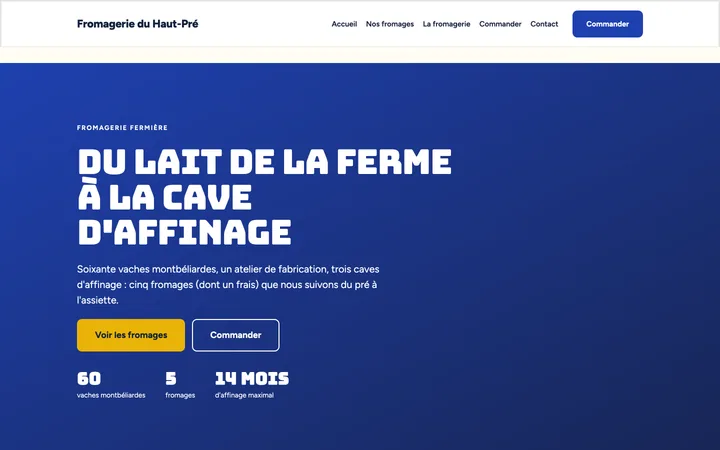 Fromagerie du Haut-Pré
Accueil Nos fromages La fromagerie Commander Contact Commander
FROMAGERIE FERMIÈRE
DU LAIT DE LA FERME
À LA CAVE
D'AFFINAGE
Soixante vaches montbéliardes, un atelier de fabrication, trois caves
d'affinage : cinq fromages (dont un frais) que nous suivons du pré à
l'assiette.
Voir les fromages Commander
60 5 14 MOIS
vaches montbéliardes fromages d'affinage maximal